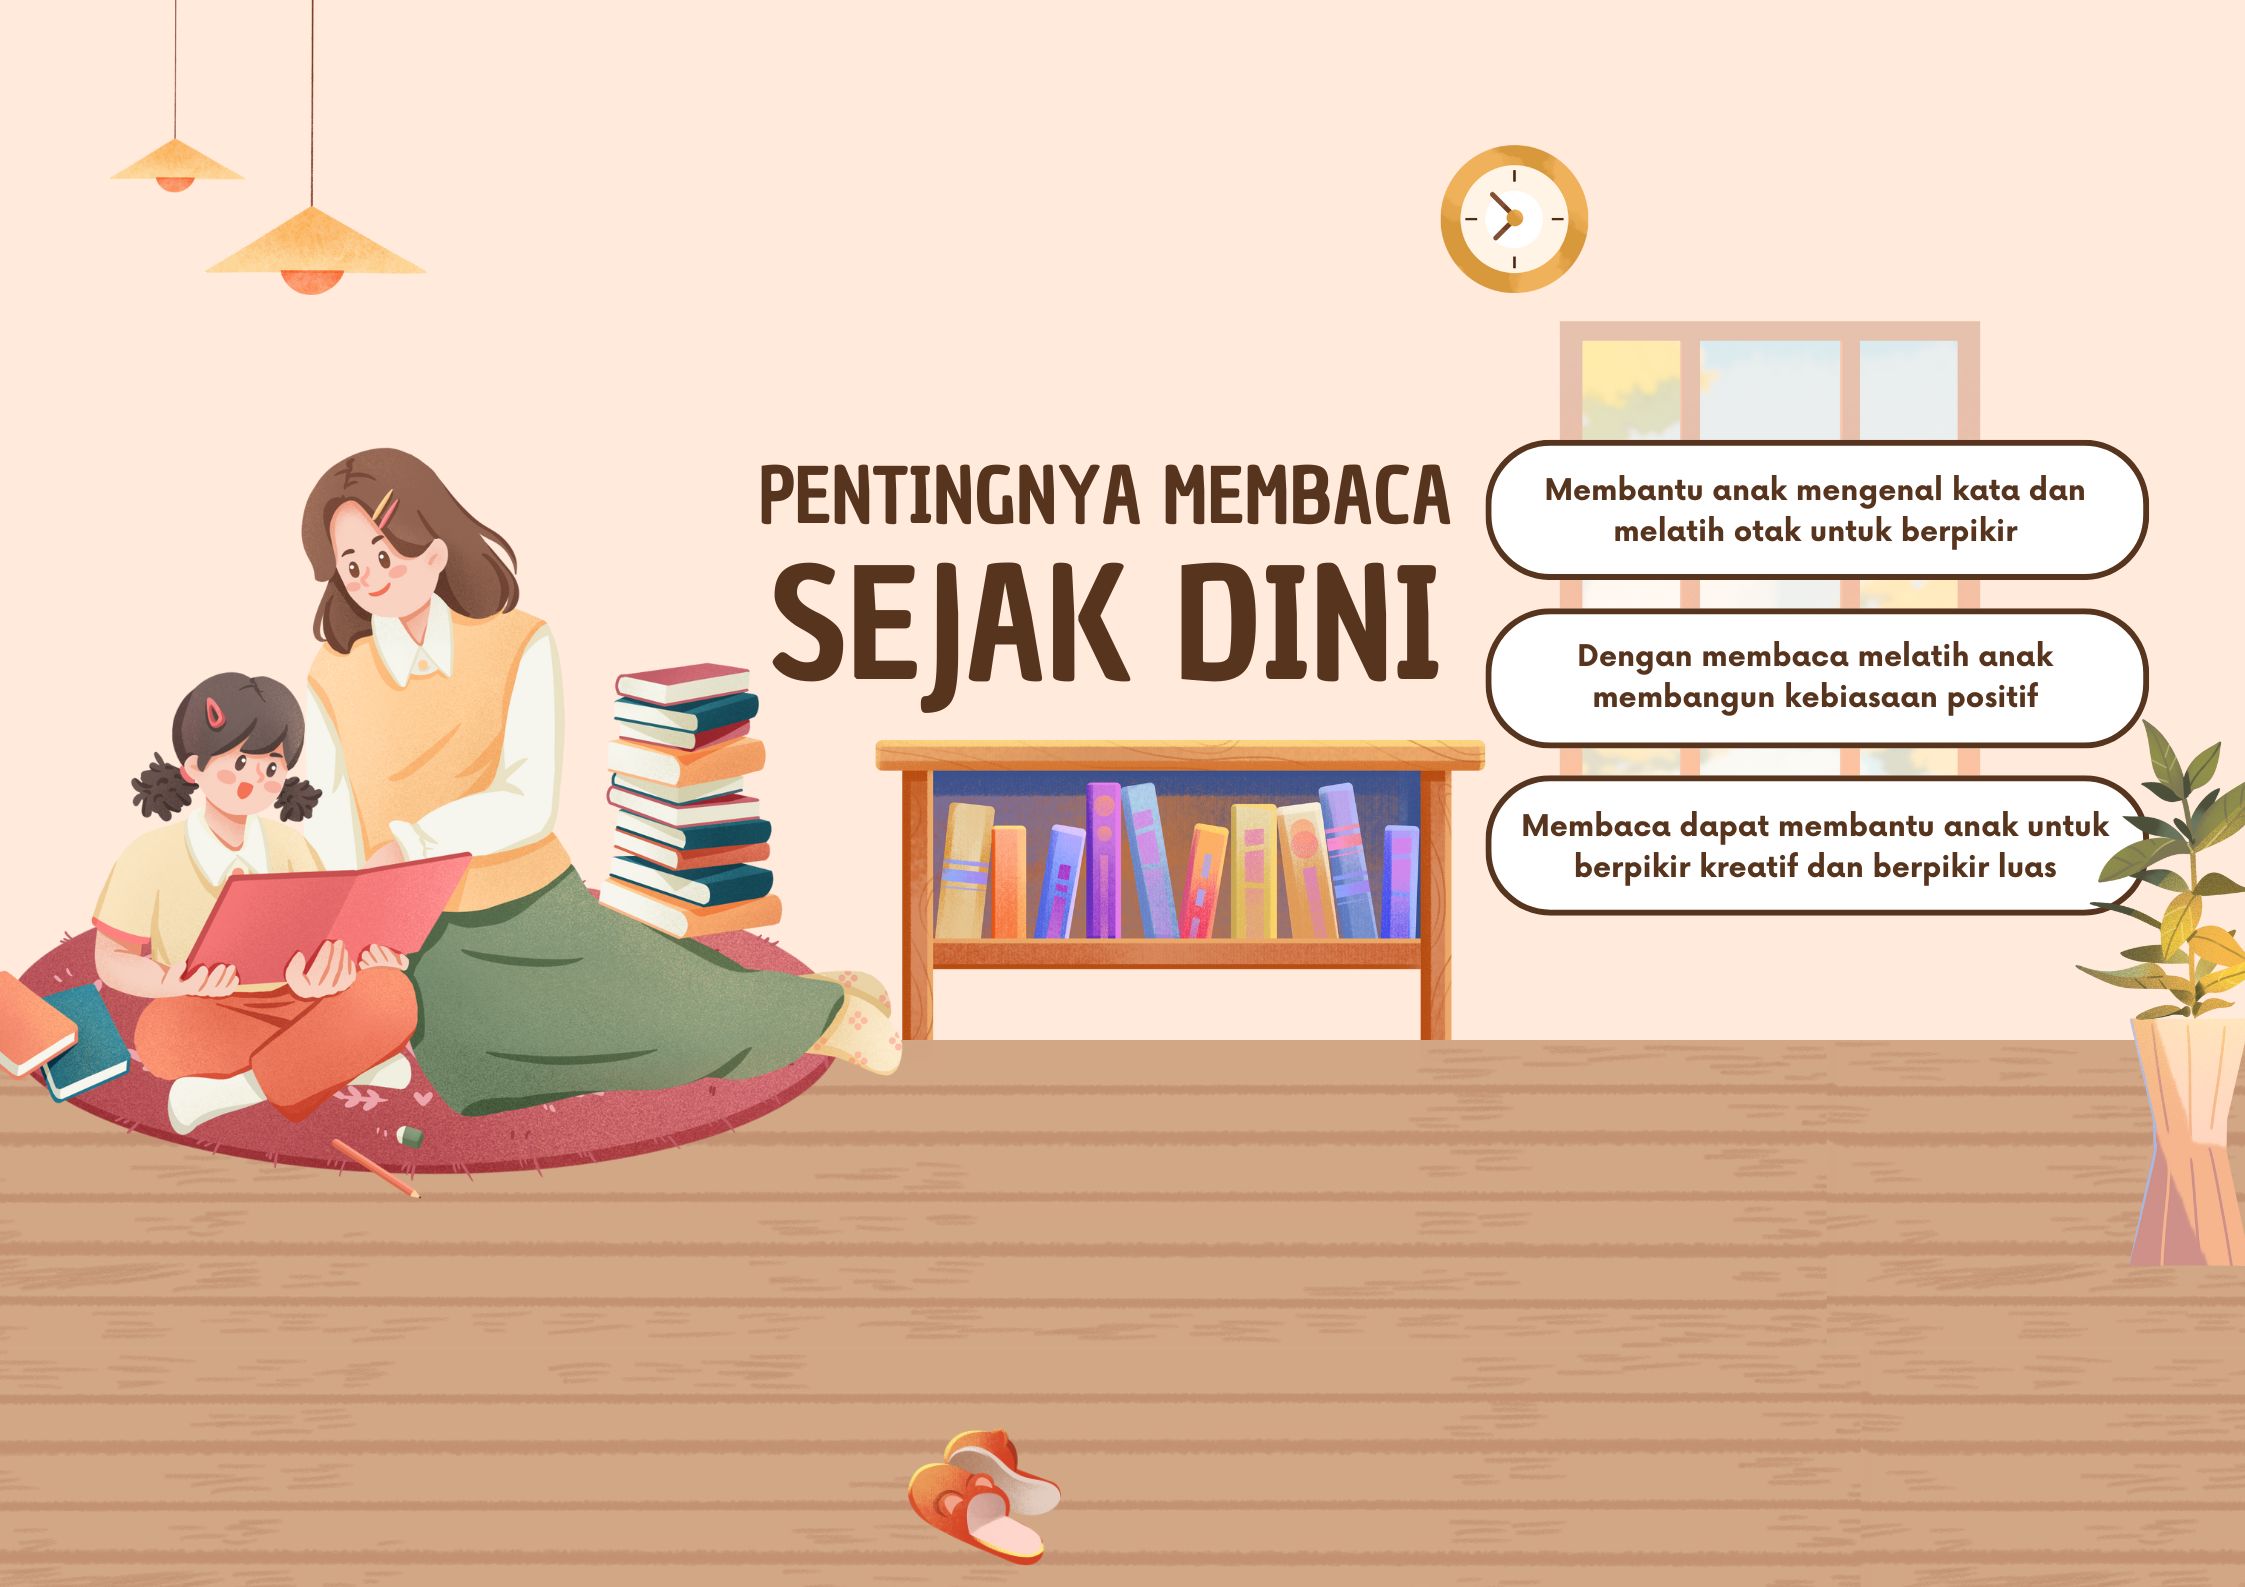 PENTINGNYA MEMBACA
SEJAK DINI
Membantu anak mengenal kata dan
melatih otak untuk berpikir
Dengan membaca melatih anak
membangun kebiasaan positif
Membaca dapat membantu anak untuk
berpikir kreatif dan berpikir luas